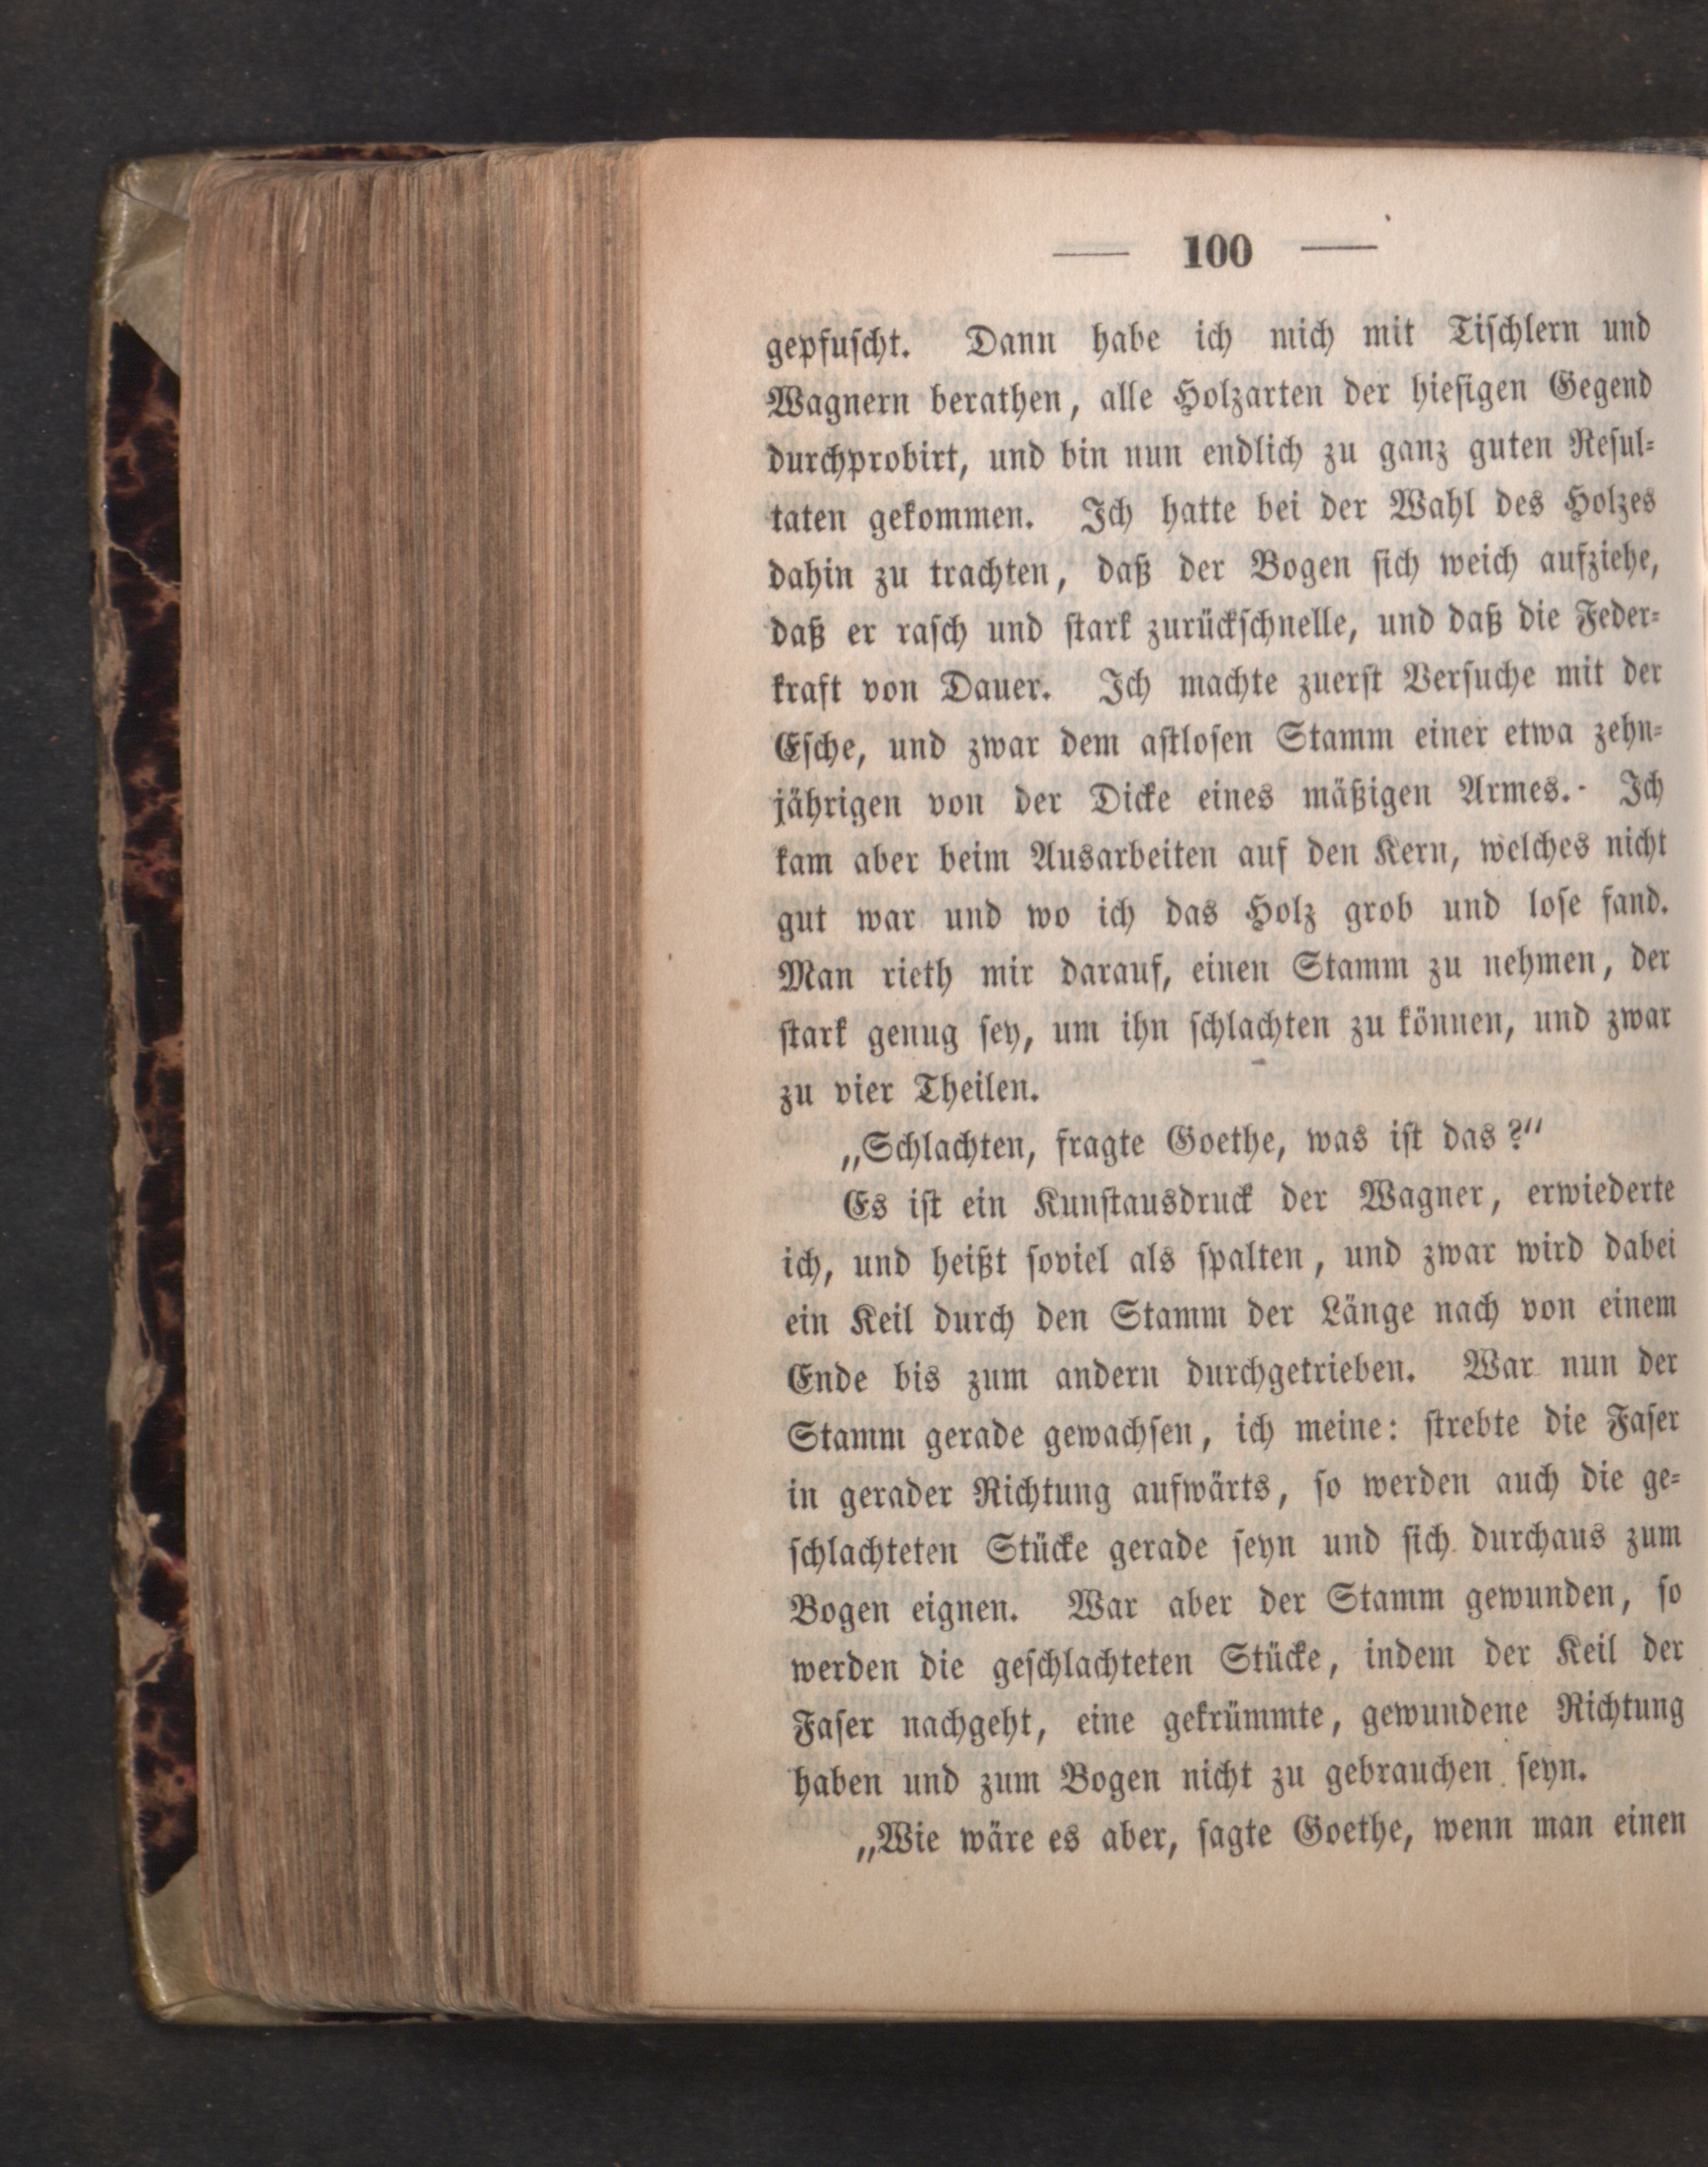 — 100 —
gepfuscht. Dann habe ich mich mit Tischlern und
Wagnern berathen, alle Holzarten der hiesigen Gegend
durchprobirt, und bin nun endlich zu ganz guten Resul-
taten gekommen. Ich hatte bei der Wahl des Holzes
dahin zu trachten, daß der Bogen sich weich aufziehe,
daß er rasch und stark zurückschnelle, und daß die Feder-
kraft von Dauer. Ich machte zuerst Versuche mit der
Esche, und zwar dem astlosen Stamm einer etwa zehn-
jährigen von der Dicke eines mäßigen Armes. Ich
kam aber beim Ausarbeiten auf den Kern, welches nicht
gut war und wo ich das Holz grob und lose fand.
Man rieth mir darauf, einen Stamm zu nehmen, der
stark genug sey, um ihn schlachten zu können, und zwar
zu vier Theilen.
„Schlachten, fragte Goethe, was ist das?“
Es ist ein Kunstausdruck der Wagner, erwiederte
ich, und heißt soviel als spalten, und zwar wird dabei
ein Keil durch den Stamm der Länge nach von einem
Ende bis zum andern durchgetrieben. War nun der
Stamm gerade gewachsen, ich meine: strebte die Faser
in gerader Richtung aufwärts, so werden auch die ge-
schlachteten Stücke gerade seyn und sich durchaus zum
Bogen eignen. War aber der Stamm gewunden, so
werden die geschlachteten Stücke, indem der Keil der
Faser nachgeht, eine gekrümmte, gewundene Richtung
haben und zum Bogen nicht zu gebrauchen seyn.
„Wie wäre es aber, sagte Goethe, wenn man einen